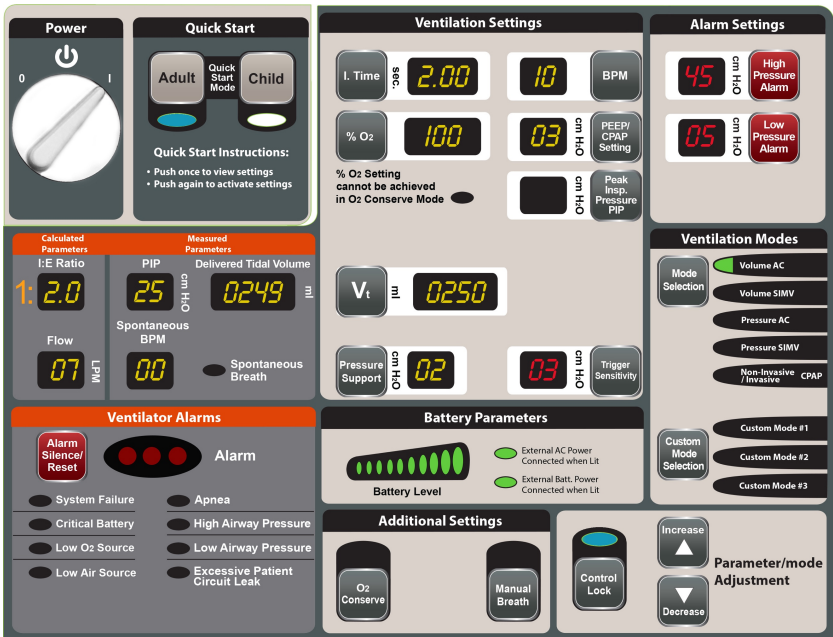 Power
0
I
Quick Start
Adult
Quick
Start
Mode
Child
Quick Start Instructions:
• Push once to view settings
• Push again to activate settings
Ventilation Settings
I. Time
sec.
2.00
10
BPM
% O2
100
03
cm H2O
PEEP/
CPAP
Setting
% O2 Setting
cannot be achieved
in O2 Conserve Mode
cm H2O
Peak
Insp.
Pressure
PIP
Vt
ml
0250
Pressure
Support
cm H2O
02
03
cm H2O
Trigger
Sensitivity
Alarm Settings
45
cm H2O
High
Pressure
Alarm
05
cm H2O
Low
Pressure
Alarm
Calculated
Parameters
Measured
Parameters
I:E Ratio
1: 2.0
PIP
25
cm H2O
Delivered Tidal Volume
0249
ml
Flow
07
LPM
Spontaneous
BPM
00
Spontaneous
Breath
Ventilation Modes
Mode
Selection
Volume AC
Volume SIMV
Pressure AC
Pressure SIMV
Non-Invasive
/ Invasive CPAP
Custom
Mode
Selection
Custom Mode #1
Custom Mode #2
Custom Mode #3
Ventilator Alarms
Alarm
Silence/
Reset
Alarm
System Failure
Apnea
Critical Battery
High Airway Pressure
Low O2 Source
Low Airway Pressure
Low Air Source
Excessive Patient
Circuit Leak
Battery Parameters
Battery Level
External AC Power
Connected when Lit
External Batt. Power
Connected when Lit
Additional Settings
O2
Conserve
Manual
Breath
Control
Lock
Increase
Decrease
Parameter/mode
Adjustment